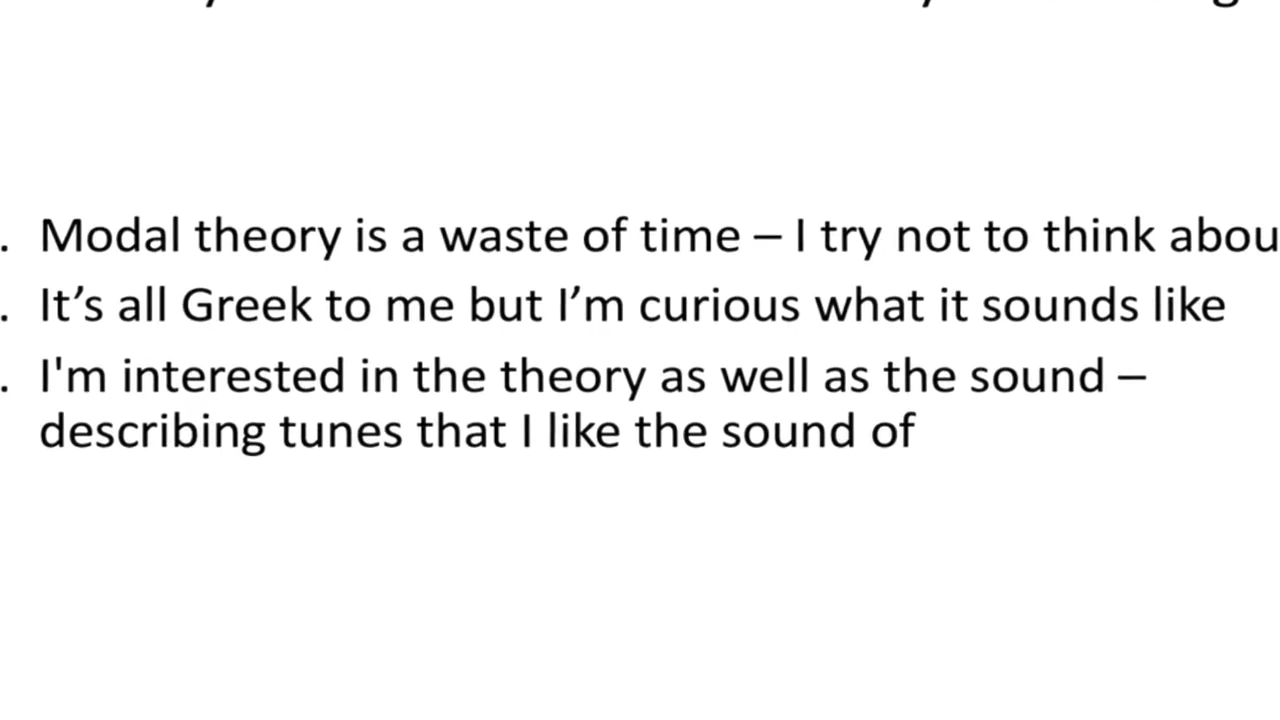 . Modal theory is a waste of time – I try not to think abou
. It’s all Greek to me but I’m curious what it sounds like
. I'm interested in the theory as well as the sound –
describing tunes that I like the sound of